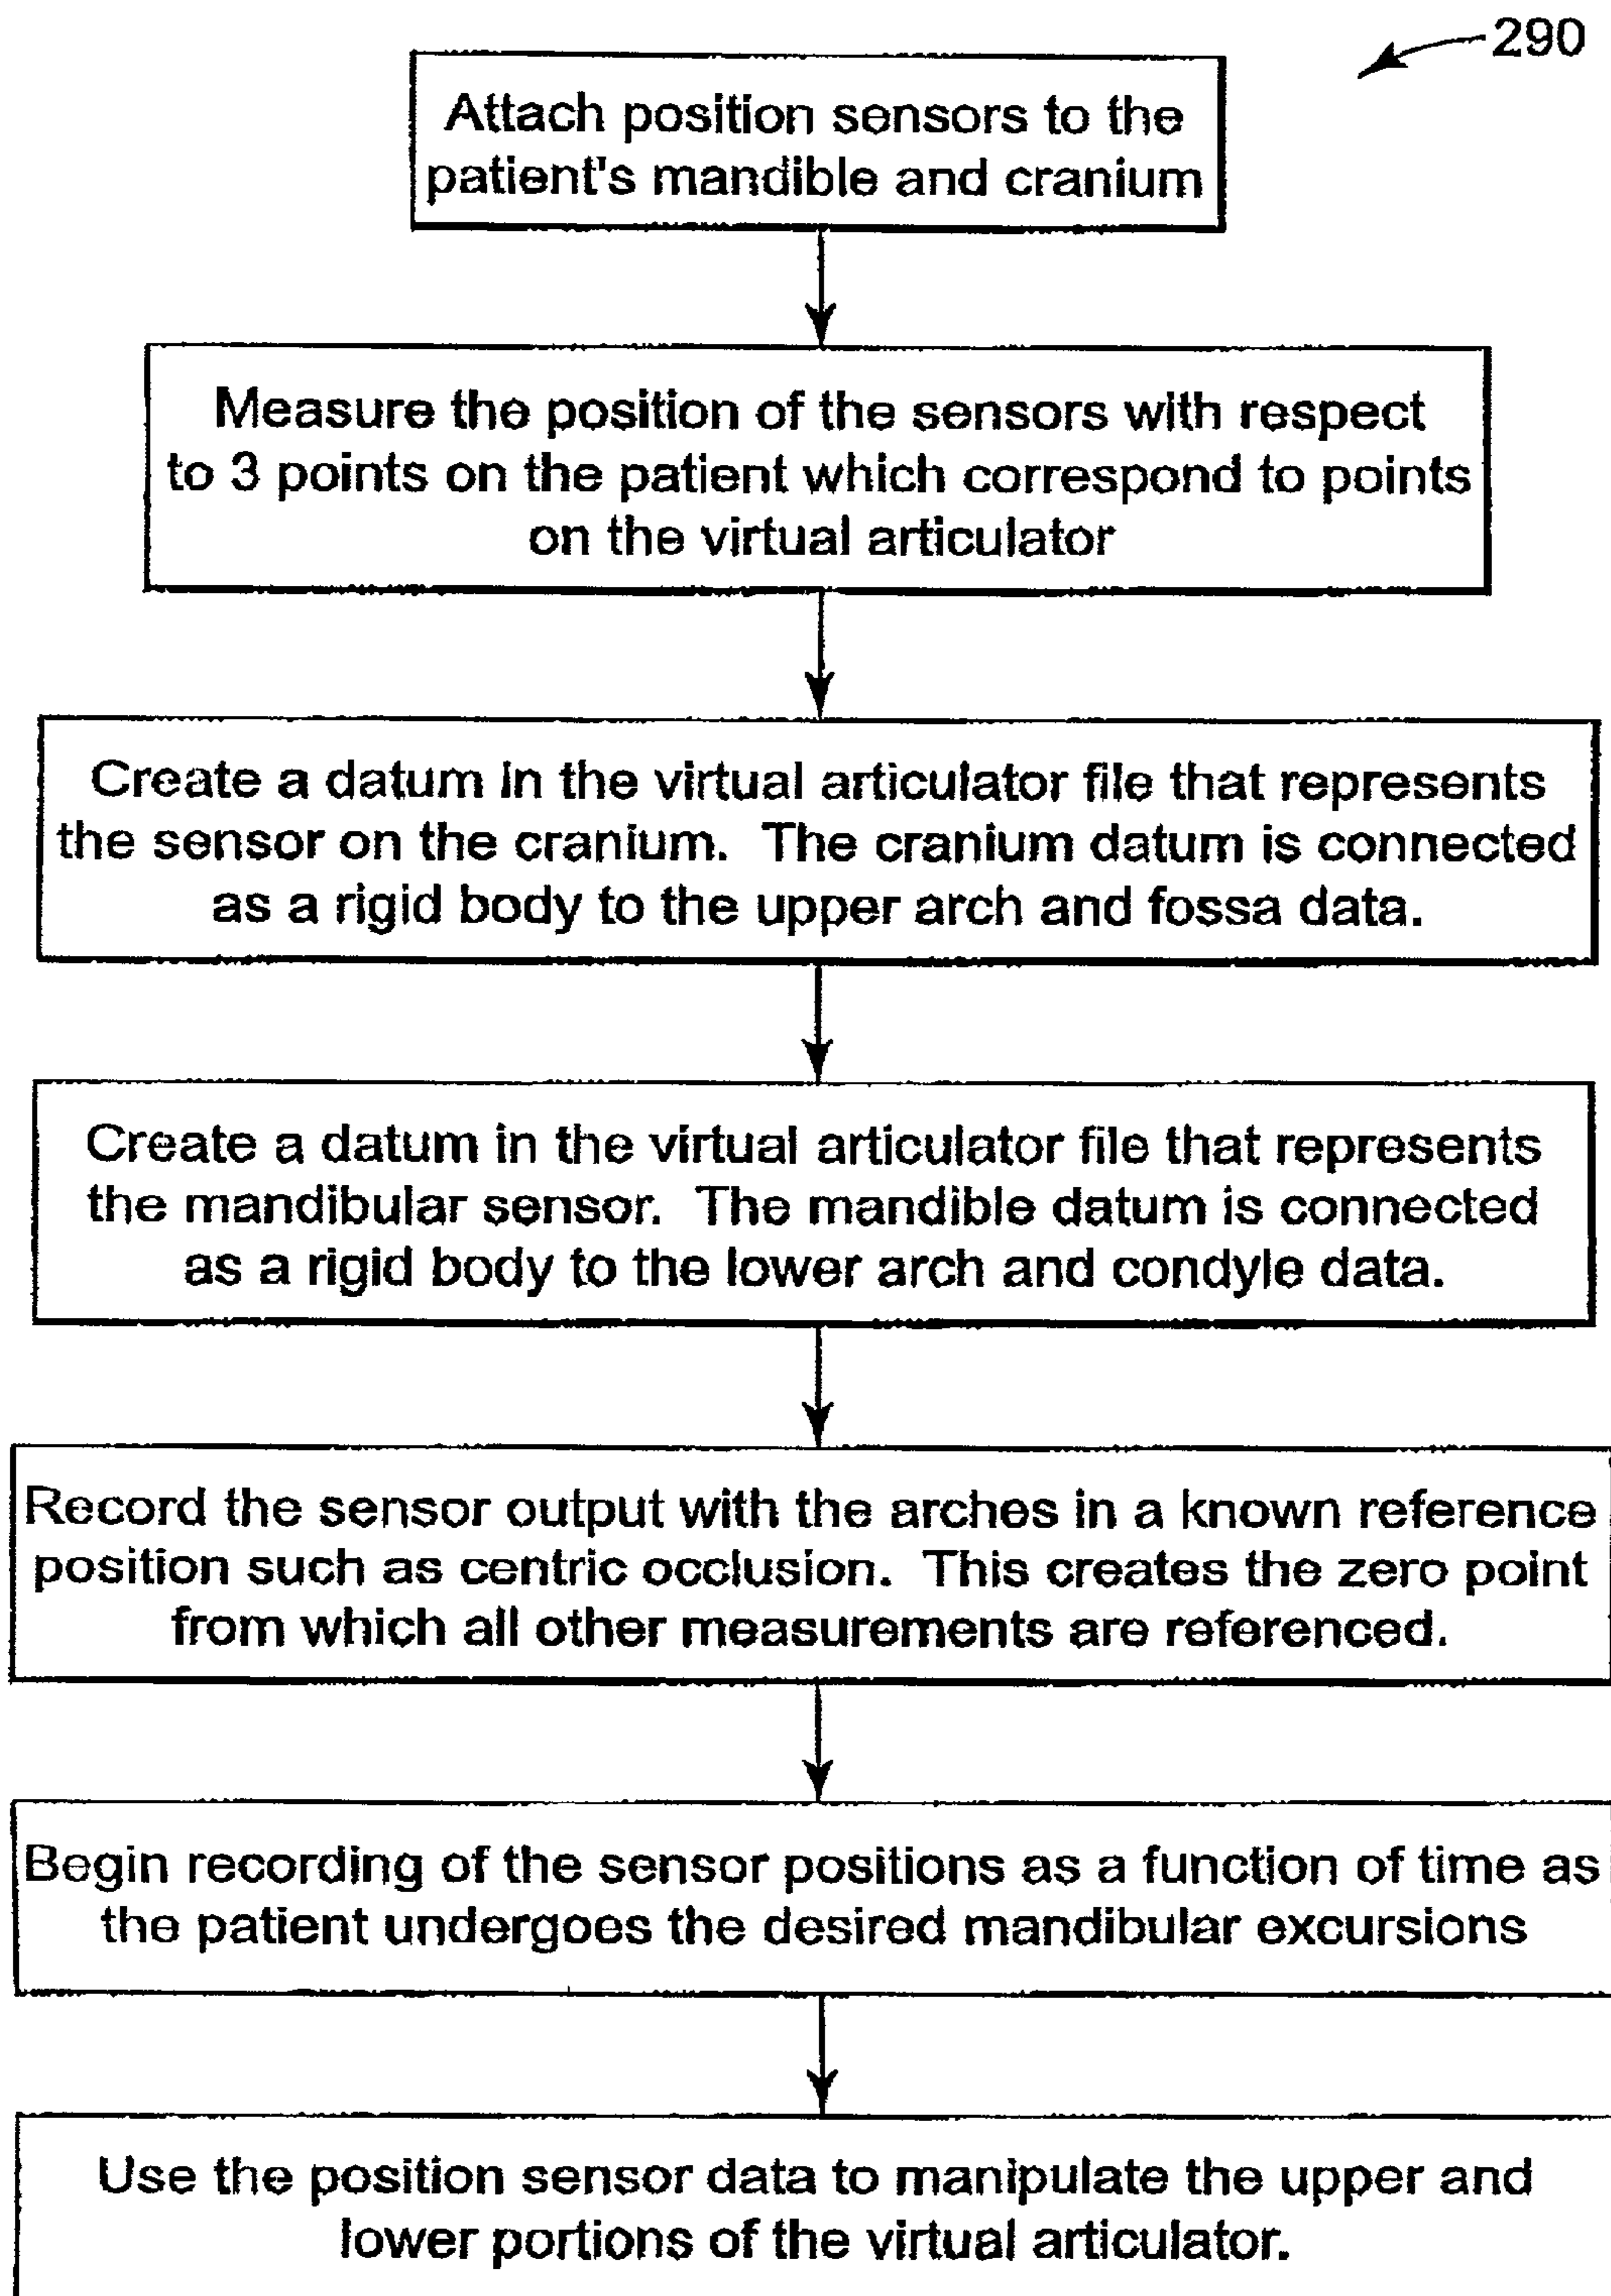 290
Attach position sensors to the
patient's mandible and cranium
Measure the position of the sensors with respect
to 3 points on the patient which correspond to points
on the virtual articulator
Create a datum in the virtual articulator file that represents
the sensor on the cranium. The cranium datum is connected
as a rigid body to the upper arch and fossa data.
Create a datum in the virtual articulator file that represents
the mandibular sensor. The mandible datum is connected
as a rigid body to the lower arch and condyle data.
Record the sensor output with the arches in a known reference
position such as centric occlusion. This creates the zero point
from which all other measurements are referenced.
Begin recording of the sensor positions as a function of time as
the patient undergoes the desired mandibular excursions
Use the position sensor data to manipulate the upper and
lower portions of the virtual articulator.